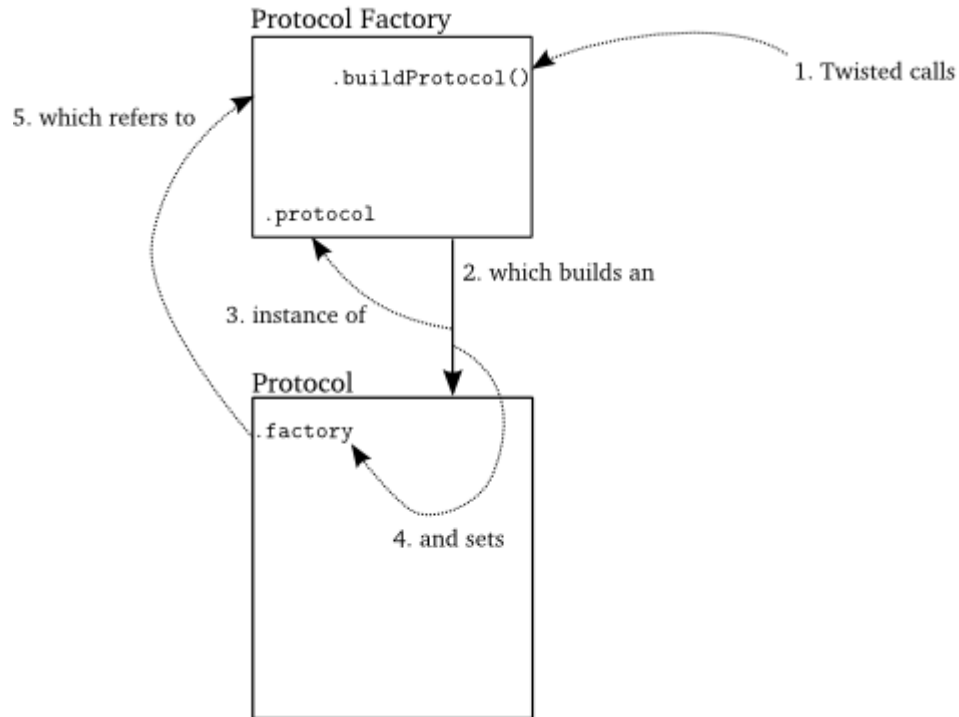 Protocol Factory
.buildProtocol()
1. Twisted calls
5. which refers to
.protocol
2. which builds an
3. instance of
Protocol
.factory
4. and sets